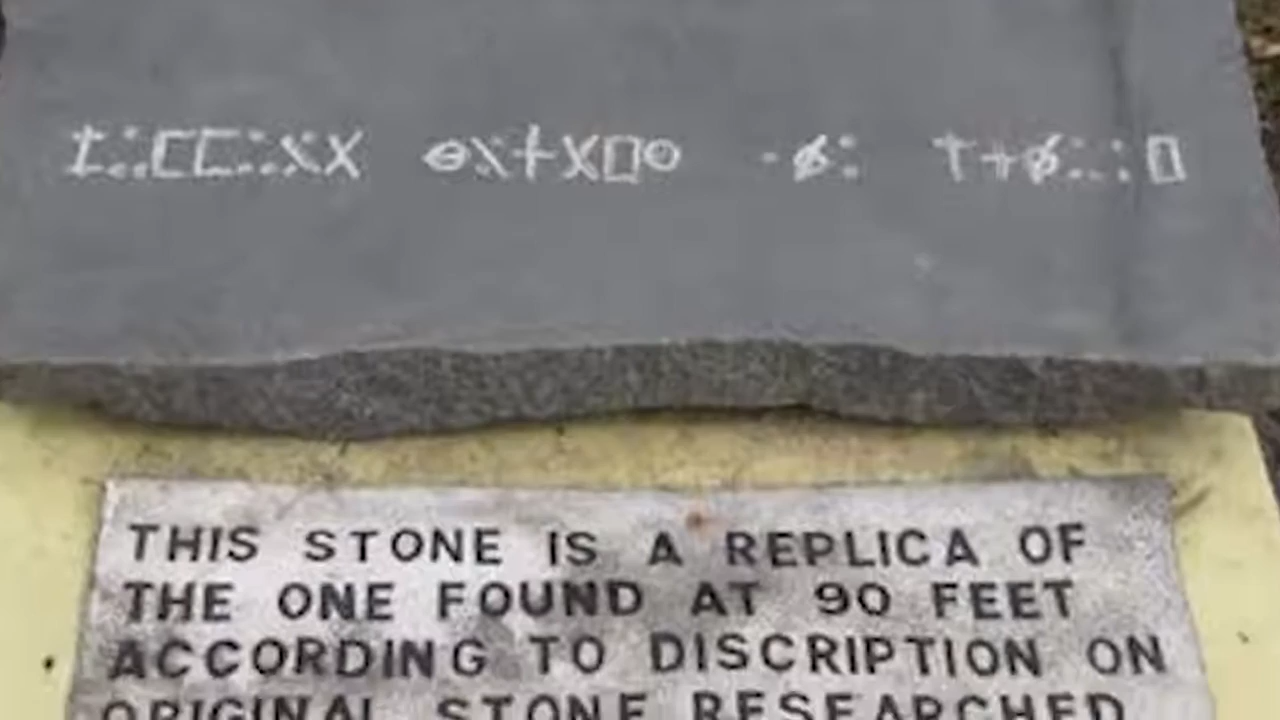 THIS STONE IS A REPLICA OF
THE ONE FOUND AT 90 FEET
ACCORDING TO DISCRIPTION ON
ORIGINAL STONE RESEARCHED